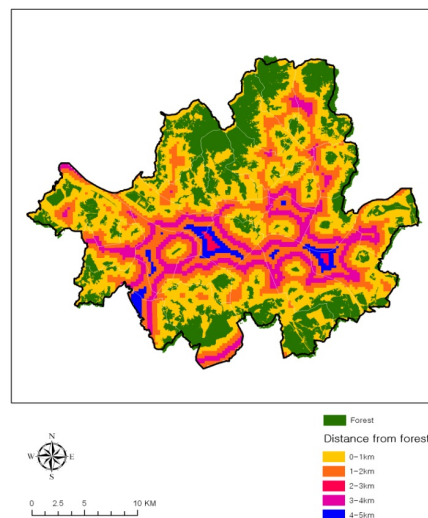 Forest
Distance from forest
0-1km
1-2km
2-3km
3-4km
4-5km
N
W E
S
0 2.5 5 10 KM